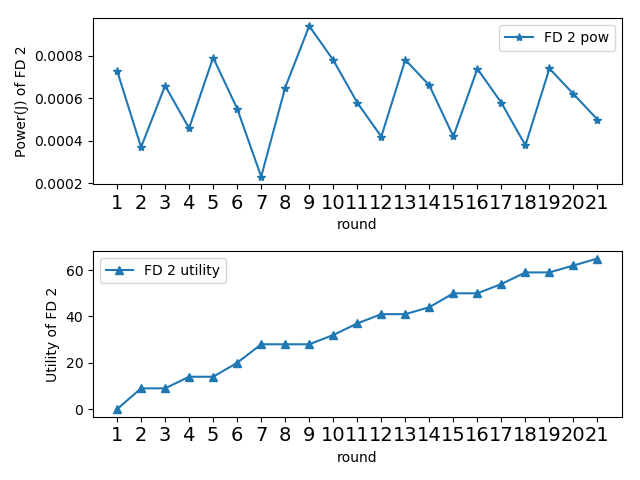 Power(J) of FD 2
0.0008
0.0006
0.0004
0.0002
FD 2 pow
1 2 3 4 5 6 7 8 9 10 11 12 13 14 15 16 17 18 19 20 21
round
Utility of FD 2
60
40
20
0
FD 2 utility
1 2 3 4 5 6 7 8 9 10 11 12 13 14 15 16 17 18 19 20 21
round